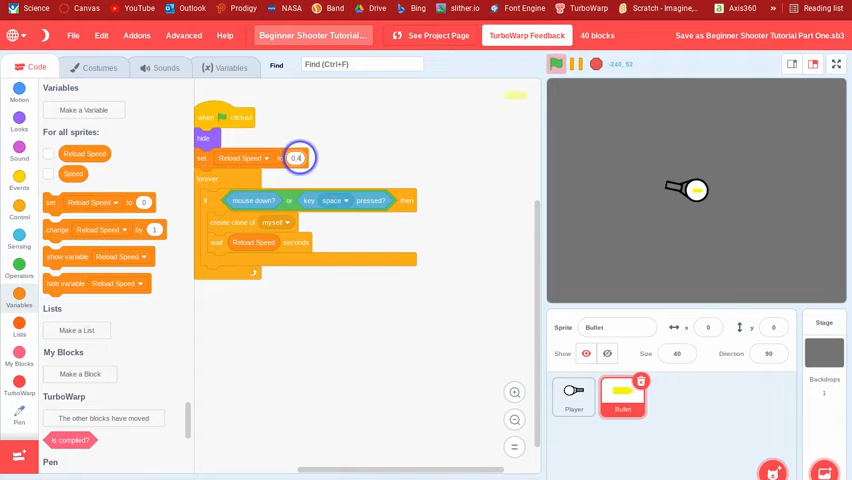 Science Canvas YouTube Outlook Prodigy NASA Band Drive Bing slither.io Font Engine TurboWarp Scratch - Imagine,... Axis360 » Reading list
File Edit Addons Advanced Help Beginner Shooter Tutorial... See Project Page TurboWarp Feedback 40 blocks Save as Beginner Shooter Tutorial Part One.sb3
Code Costumes Sounds Variables Find Find (Ctrl+F) -240, 52
Motion
Looks
Sound
Events
Control
Sensing
Operators
Variables
Lists
My Blocks
TurboWarp
Pen
Variables
Make a Variable
For all sprites:
Reload Speed
Speed
set Reload Speed to 0
change Reload Speed by 1
show variable Reload Speed
hide variable Reload Speed
Lists
Make a List
My Blocks
Make a Block
TurboWarp
The other blocks have moved
is compiled?
Pen
when clicked
hide
set Reload Speed to 0.4
forever
if mouse down? or key space pressed? then
create clone of myself
wait Reload Speed seconds
Sprite Bullet x 0 y 0
Show Size 40 Direction 90
Player
Bullet
Stage
Backdrops
1